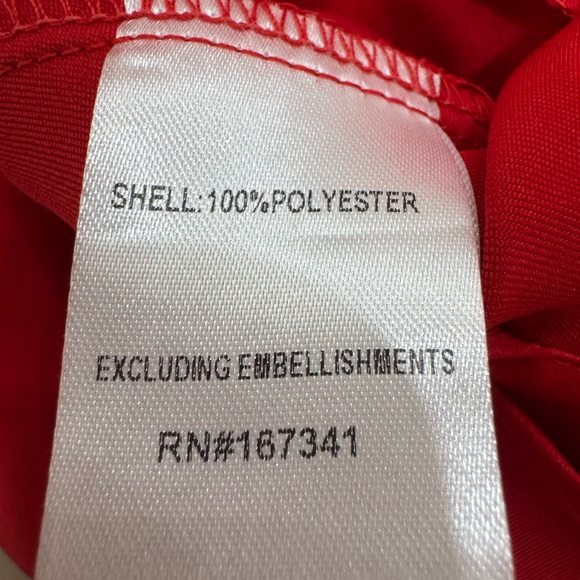 SHELL:100%POLYESTER
EXCLUDING EMBELLISHMENTS
RN#167341